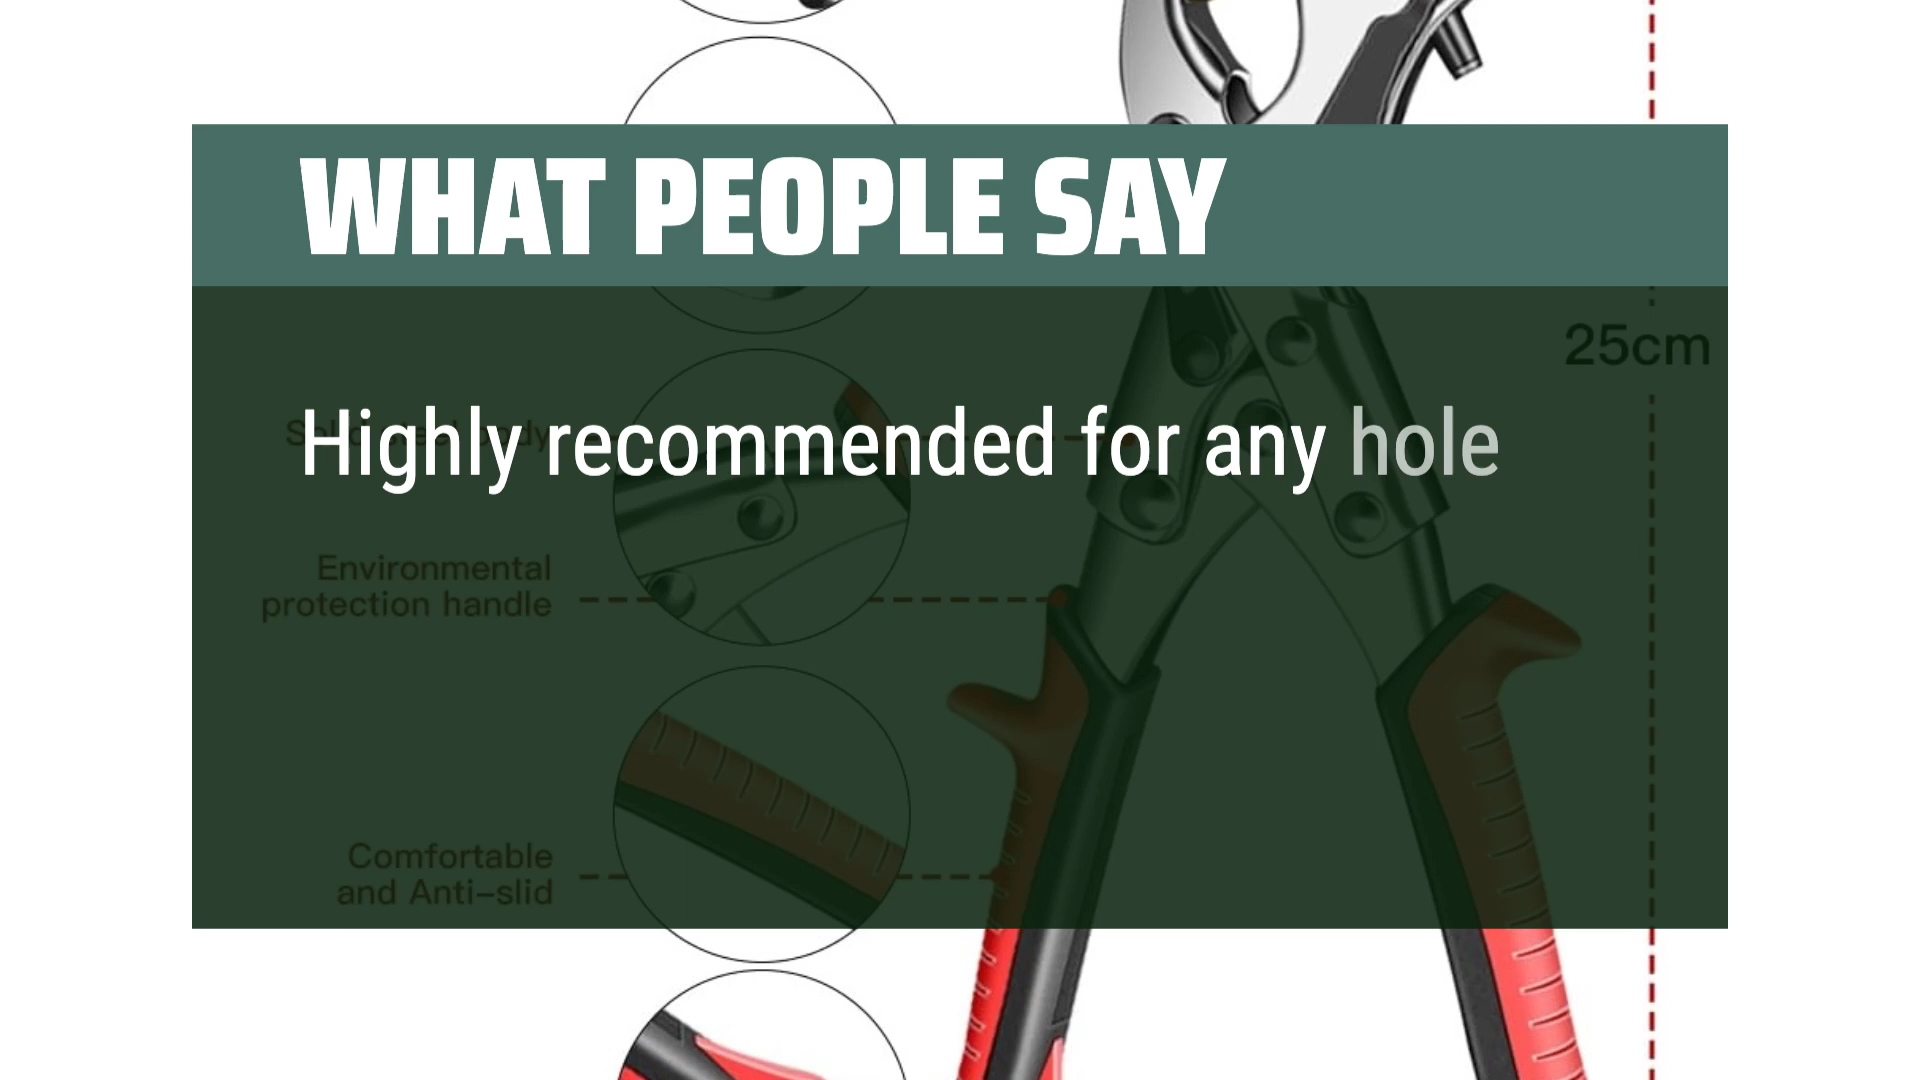 WHAT PEOPLE SAY
25cm
Highly recommended for any hole
Environmental
protection handle
Comfortable
and Anti-slid